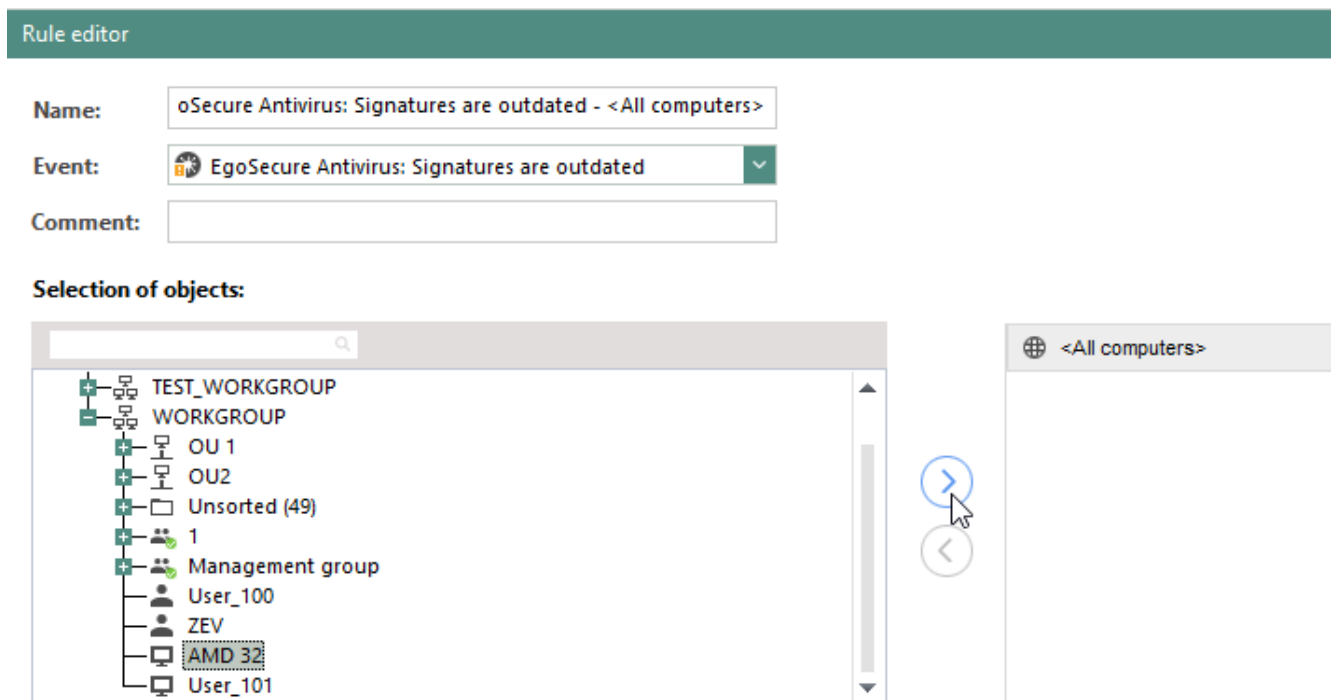 Rule editor
Name: oSecure Antivirus: Signatures are outdated - <All computers>
Event: EgoSecure Antivirus: Signatures are outdated
Comment:
Selection of objects:
<All computers>
TEST_WORKGROUP
WORKGROUP
OU 1
OU2
Unsorted (49)
1
Management group
User_100
ZEV
AMD 32
User_101